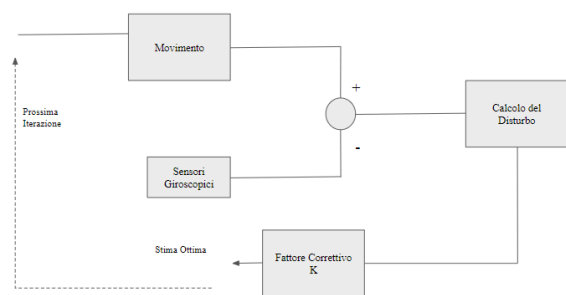 Movimento
+
Prossima
Iterazione
Calcolo del
Disturbo
-
Sensori
Giroscopici
Stima Ottima
Fattore Correttivo
K